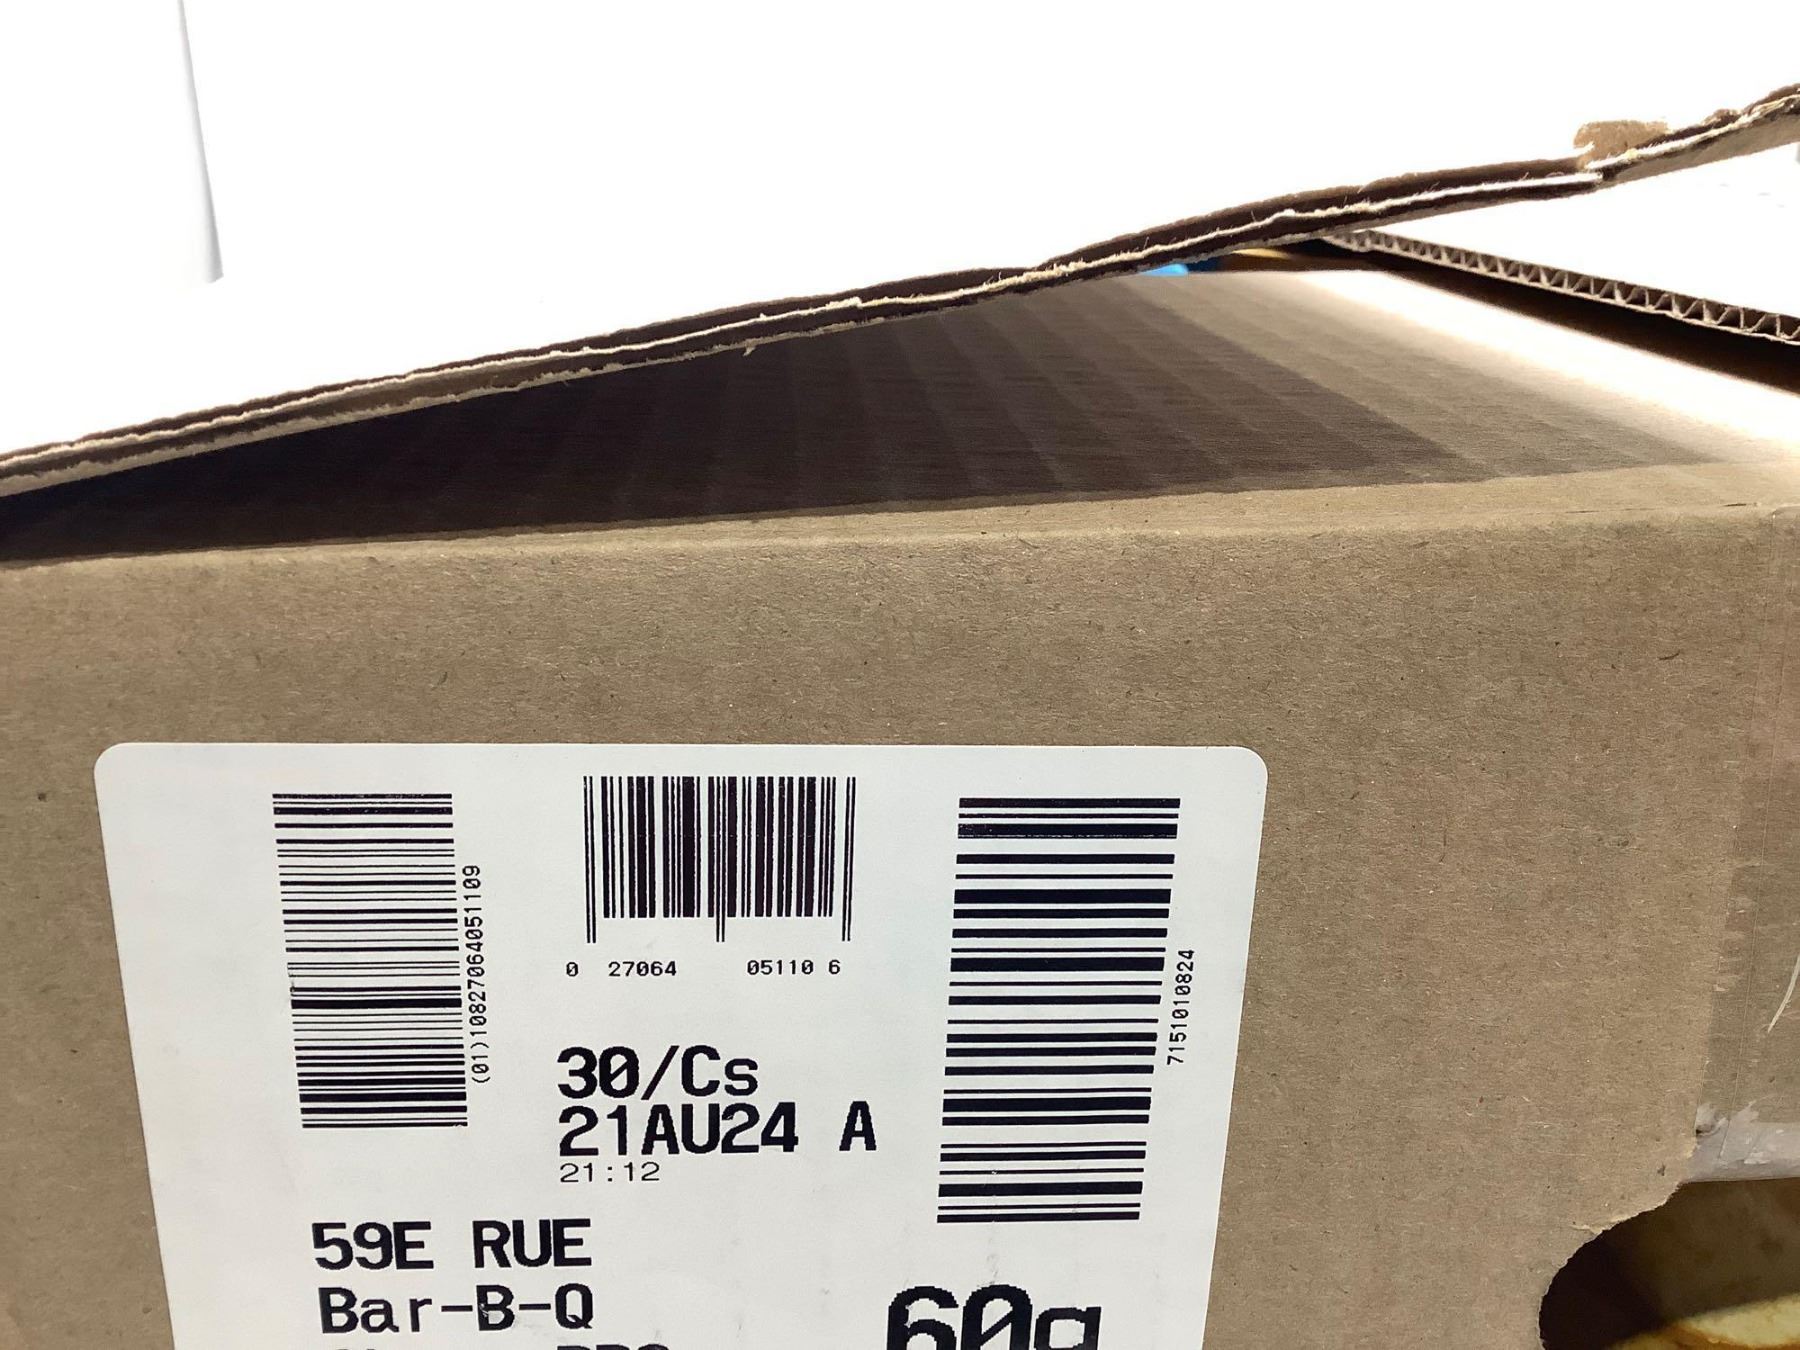 (01)10827064051109
0 27064 05110 6
7151010824
30/Cs
21AU24 A
21:12
59E RUE
Bar-B-Q
60g